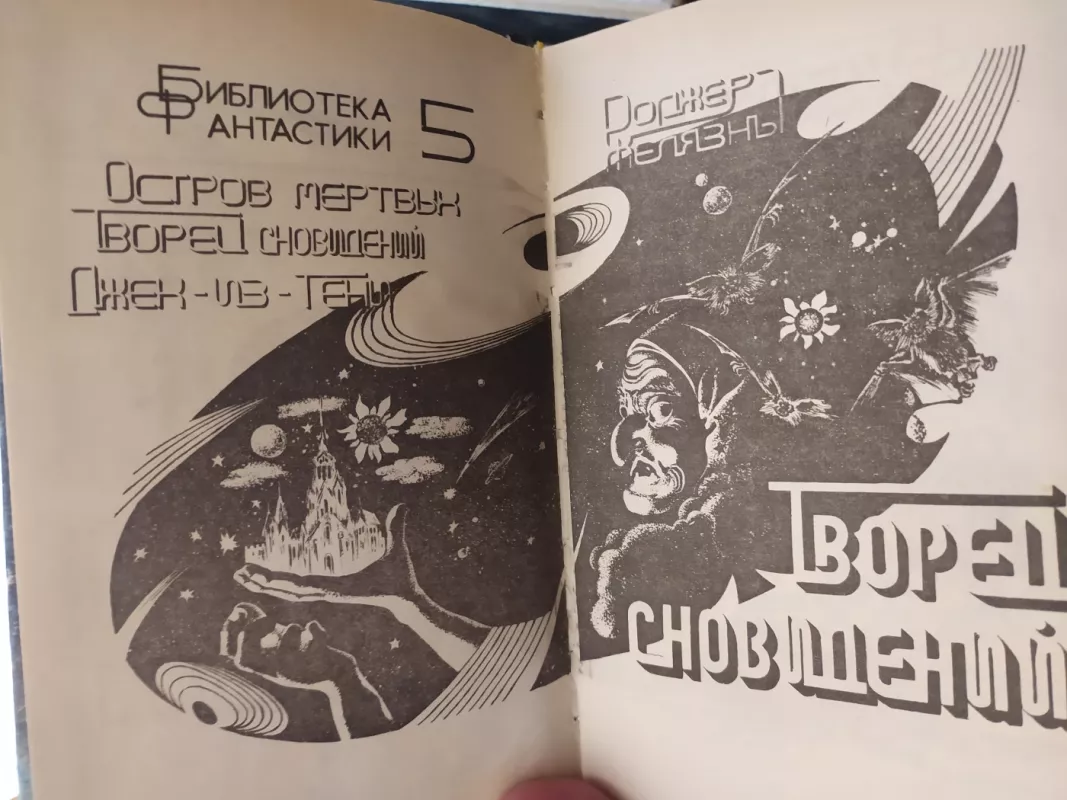 БИБЛИОТЕКА
ФАНТАСТИКИ 5
ОСТРОВ МЕРТВЫХ
ТВОРЕЦ СНОВИДЕНИЙ
ДЖЕК-ИЗ-ТЕНИ
РОДЖЕР
ЖЕЛЯЗНЫ
ТВОРЕЦ
СНОВИДЕНИЙ